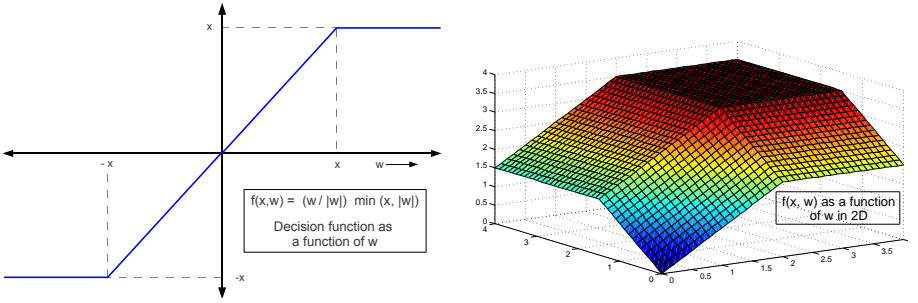 x
- x
x
w
f(x,w) = (w / |w|) min (x, |w|)
Decision function as
a function of w
-x
4
3.5
3
2.5
2
1.5
1
0.5
0
4
3
2
1
0
0
0.5
1
1.5
2
2.5
3
3.5
f(x, w) as a function
of w in 2D